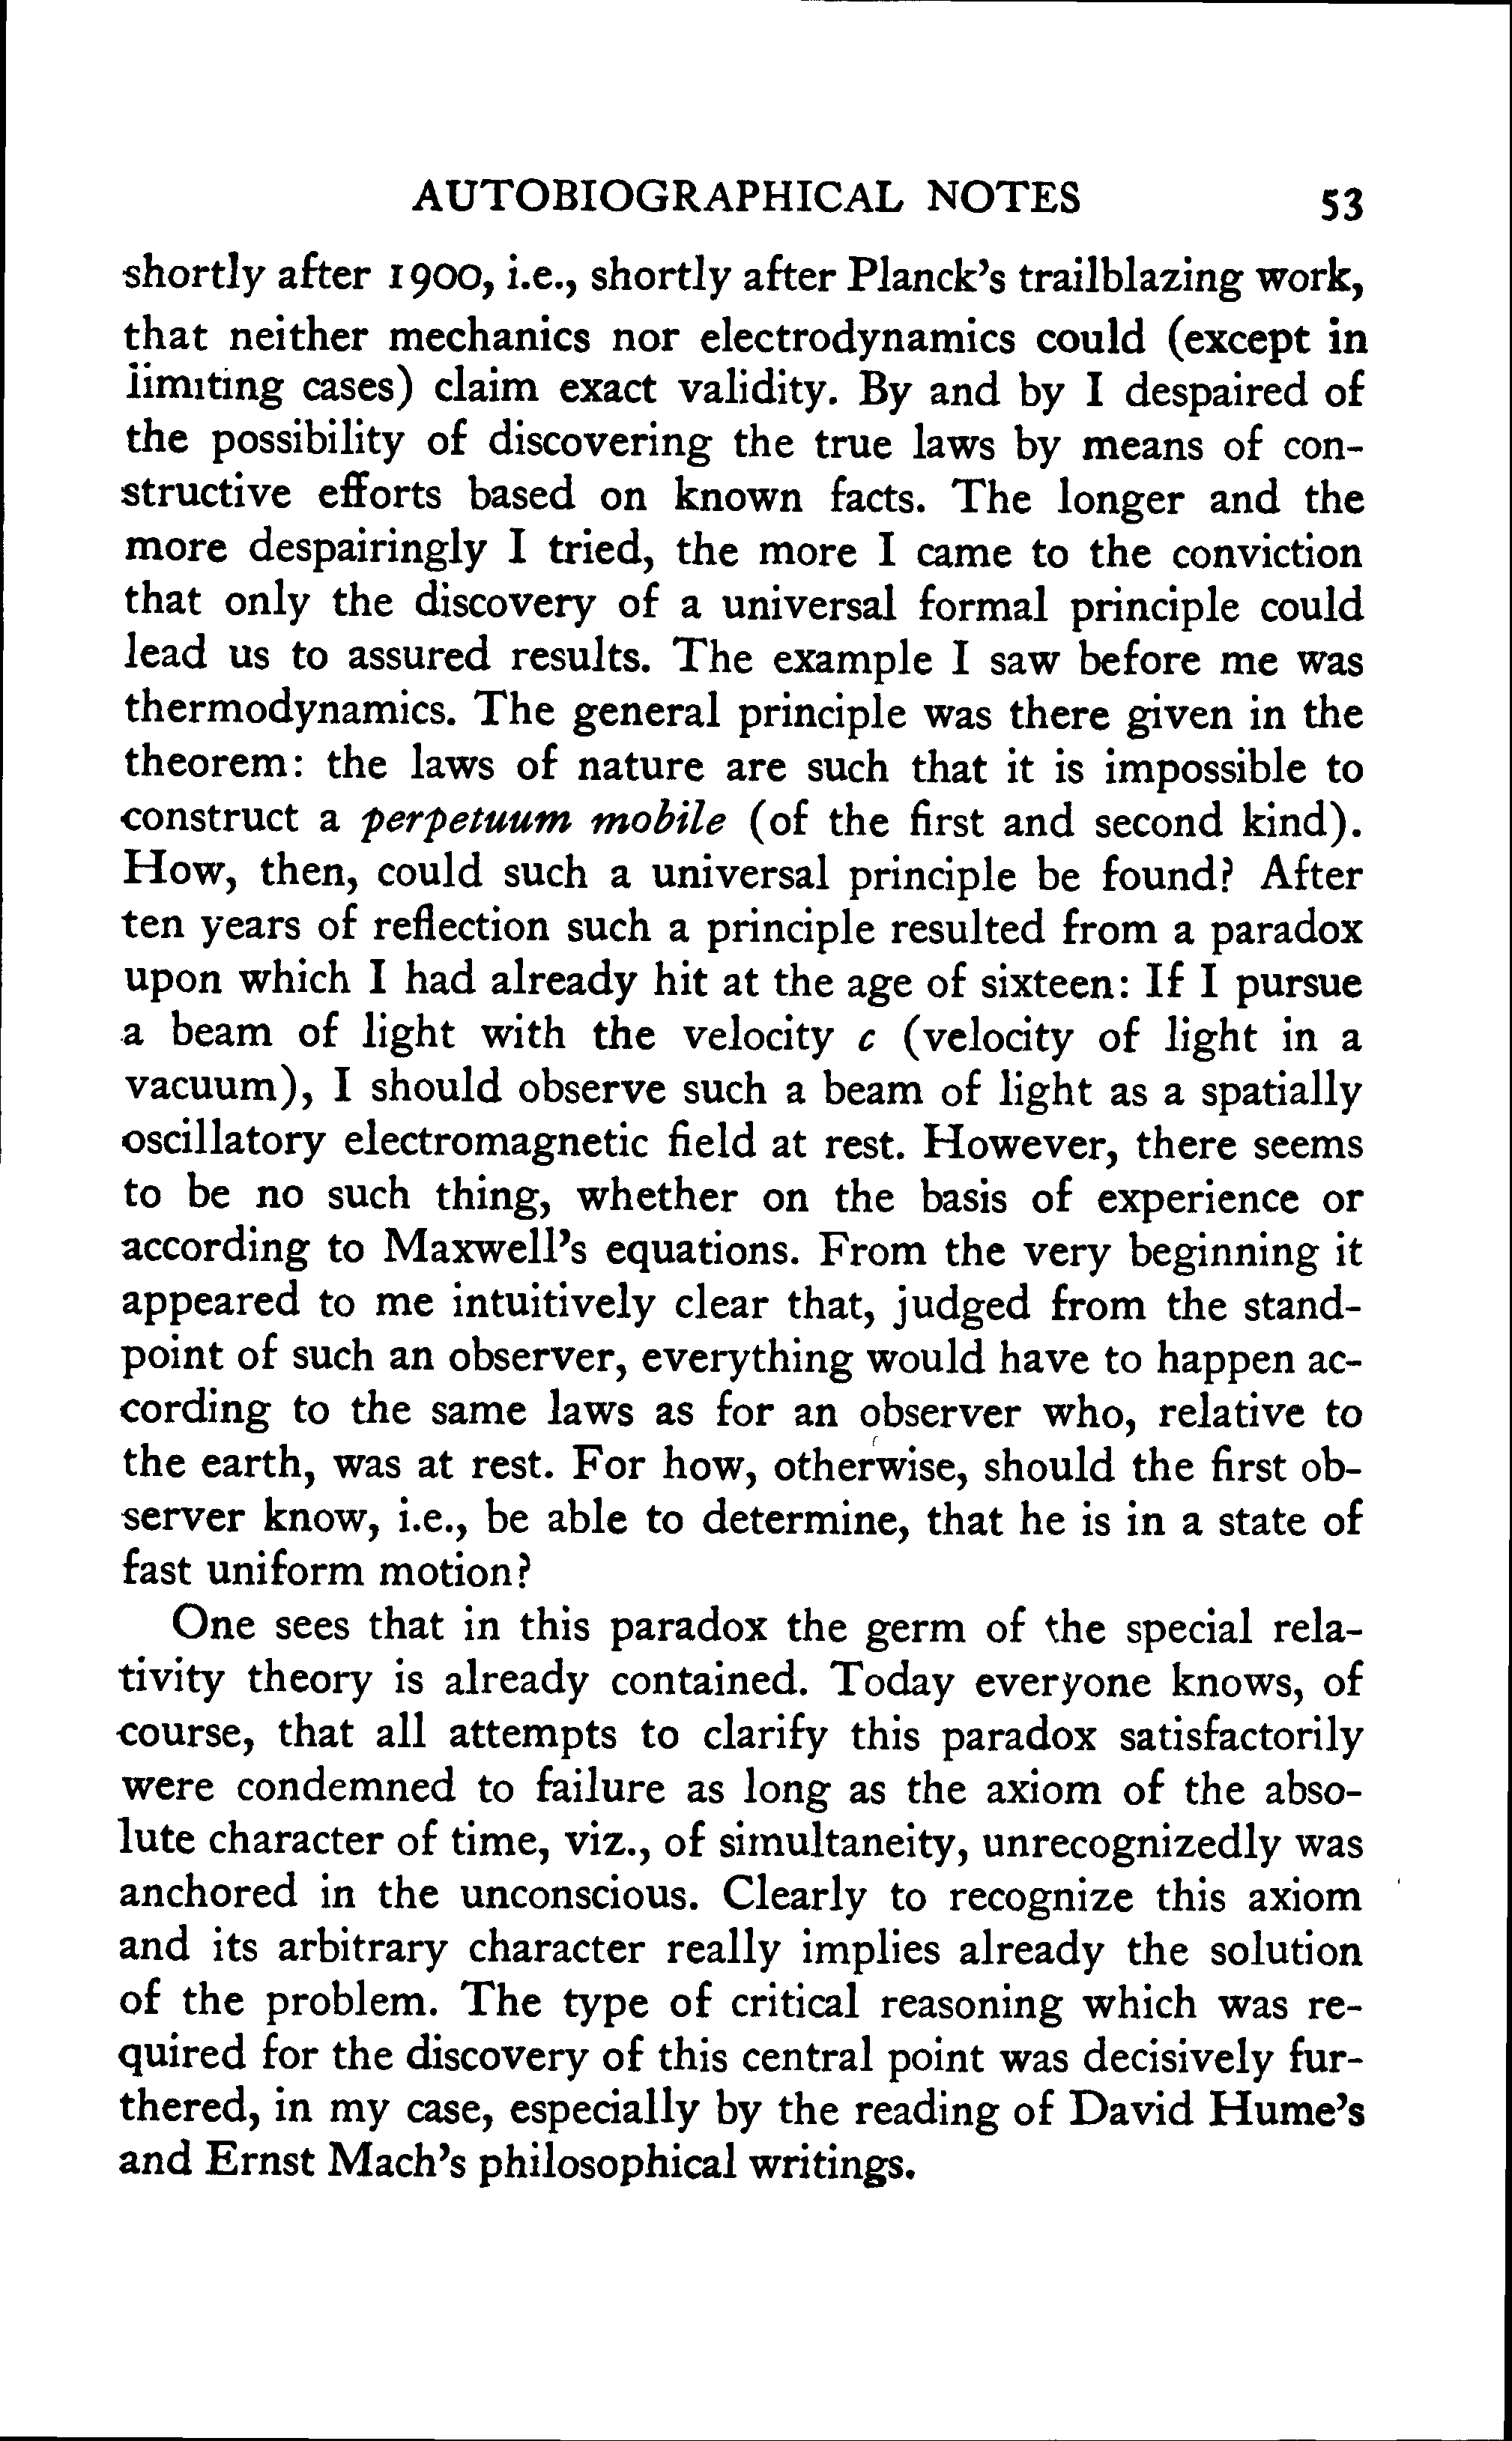 AUTOBIOGRAPHICAL NOTES 53
shortly after 1900, i.e., shortly after Planck's trailblazing work,
that neither mechanics nor electrodynamics could (except in
limiting cases) claim exact validity. By and by I despaired of
the possibility of discovering the true laws by means of con-
structive efforts based on known facts. The longer and the
more despairingly I tried, the more I came to the conviction
that only the discovery of a universal formal principle could
lead us to assured results. The example I saw before me was
thermodynamics. The general principle was there given in the
theorem: the laws of nature are such that it is impossible to
construct a perpetuum mobile (of the first and second kind).
How, then, could such a universal principle be found? After
ten years of reflection such a principle resulted from a paradox
upon which I had already hit at the age of sixteen: If I pursue
a beam of light with the velocity c (velocity of light in a
vacuum), I should observe such a beam of light as a spatially
oscillatory electromagnetic field at rest. However, there seems
to be no such thing, whether on the basis of experience or
according to Maxwell's equations. From the very beginning it
appeared to me intuitively clear that, judged from the stand-
point of such an observer, everything would have to happen ac-
cording to the same laws as for an observer who, relative to
the earth, was at rest. For how, otherwise, should the first ob-
server know, i.e., be able to determine, that he is in a state of
fast uniform motion?
One sees that in this paradox the germ of the special rela-
tivity theory is already contained. Today everyone knows, of
course, that all attempts to clarify this paradox satisfactorily
were condemned to failure as long as the axiom of the abso-
lute character of time, viz., of simultaneity, unrecognizedly was
anchored in the unconscious. Clearly to recognize this axiom
and its arbitrary character really implies already the solution
of the problem. The type of critical reasoning which was re-
quired for the discovery of this central point was decisively fur-
thered, in my case, especially by the reading of David Hume's
and Ernst Mach's philosophical writings.